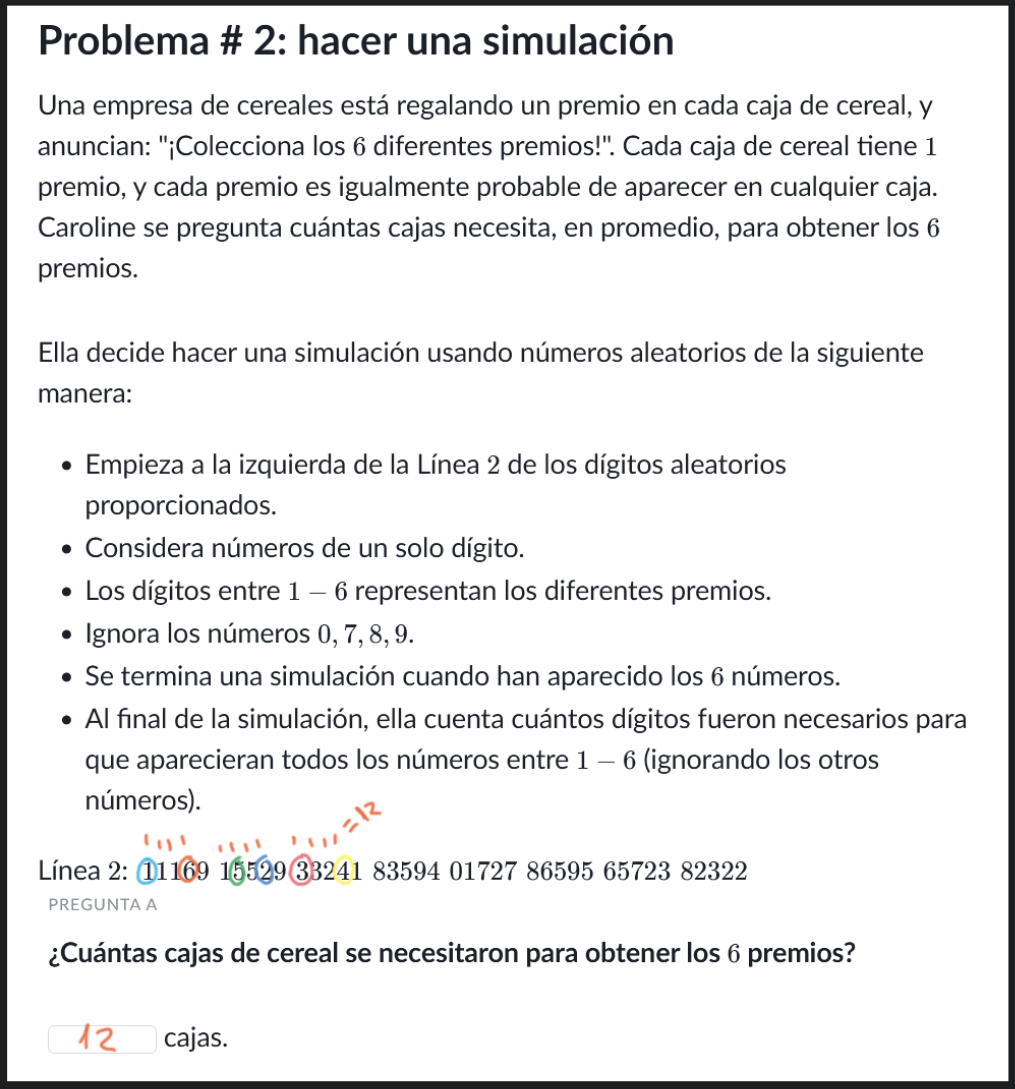 Problema # 2: hacer una simulación
Una empresa de cereales está regalando un premio en cada caja de cereal, y
anuncian: "¡Colecciona los 6 diferentes premios!". Cada caja de cereal tiene 1
premio, y cada premio es igualmente probable de aparecer en cualquier caja.
Caroline se pregunta cuántas cajas necesita, en promedio, para obtener los 6
premios.
Ella decide hacer una simulación usando números aleatorios de la siguiente
manera:
• Empieza a la izquierda de la Línea 2 de los dígitos aleatorios
proporcionados.
• Considera números de un solo dígito.
• Los dígitos entre 1 − 6 representan los diferentes premios.
• Ignora los números 0, 7, 8, 9.
• Se termina una simulación cuando han aparecido los 6 números.
• Al final de la simulación, ella cuenta cuántos dígitos fueron necesarios para
que aparecieran todos los números entre 1 − 6 (ignorando los otros
números).
=12
Línea 2: 11169 15529 33241 83594 01727 86595 65723 82322
PREGUNTA A
¿Cuántas cajas de cereal se necesitaron para obtener los 6 premios?
12 cajas.